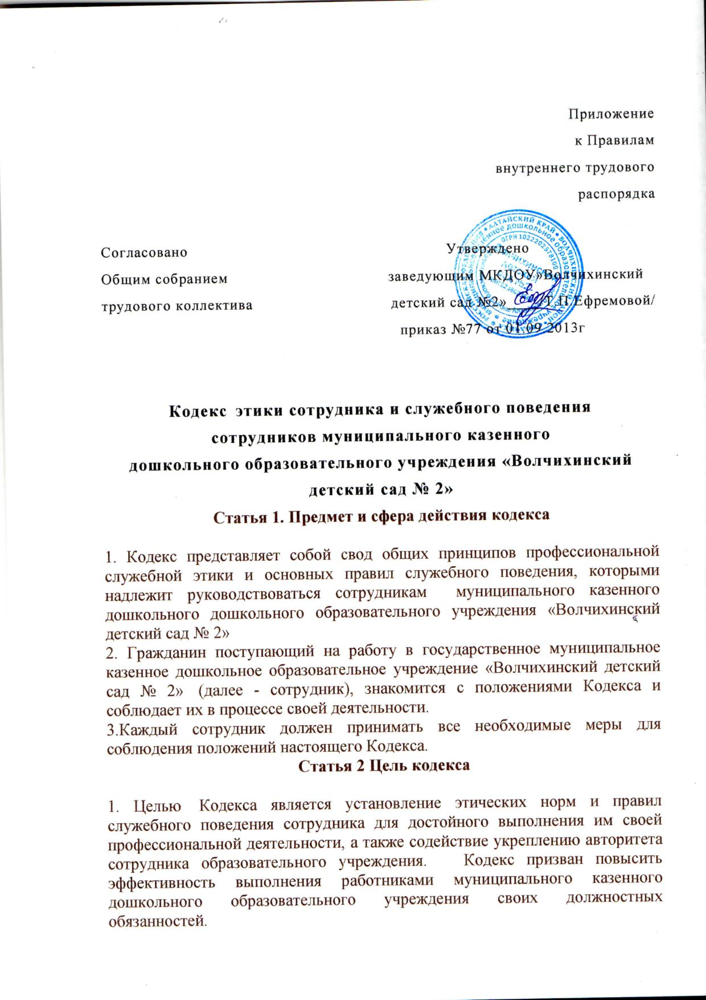 Приложение
к Правилам
внутреннего трудового
распорядка
Согласовано
Общим собранием
трудового коллектива
Утверждено
заведующим МКДОУ»Волчихинский
детский сад №2» Т.П.Ефремовой/
приказ №77 от 01.09.2013г
АЛТАЙСКИЙ КРАЙ • ВОЛЧИХИНСКИЙ РАЙОН
ОГРН 1022202578100
Кодекс этики сотрудника и служебного поведения
сотрудников муниципального казенного
дошкольного образовательного учреждения «Волчихинский
детский сад № 2»
Статья 1. Предмет и сфера действия кодекса
1. Кодекс представляет собой свод общих принципов профессиональной
служебной этики и основных правил служебного поведения, которыми
надлежит руководствоваться сотрудникам муниципального казенного
дошкольного дошкольного образовательного учреждения «Волчихинский
детский сад № 2»
2. Гражданин поступающий на работу в государственное муниципальное
казенное дошкольное образовательное учреждение «Волчихинский детский
сад № 2» (далее - сотрудник), знакомится с положениями Кодекса и
соблюдает их в процессе своей деятельности.
3.Каждый сотрудник должен принимать все необходимые меры для
соблюдения положений настоящего Кодекса.
Статья 2 Цель кодекса
1. Целью Кодекса является установление этических норм и правил
служебного поведения сотрудника для достойного выполнения им своей
профессиональной деятельности, а также содействие укреплению авторитета
сотрудника образовательного учреждения. Кодекс призван повысить
эффективность выполнения работниками муниципального казенного
дошкольного образовательного учреждения своих должностных
обязанностей.